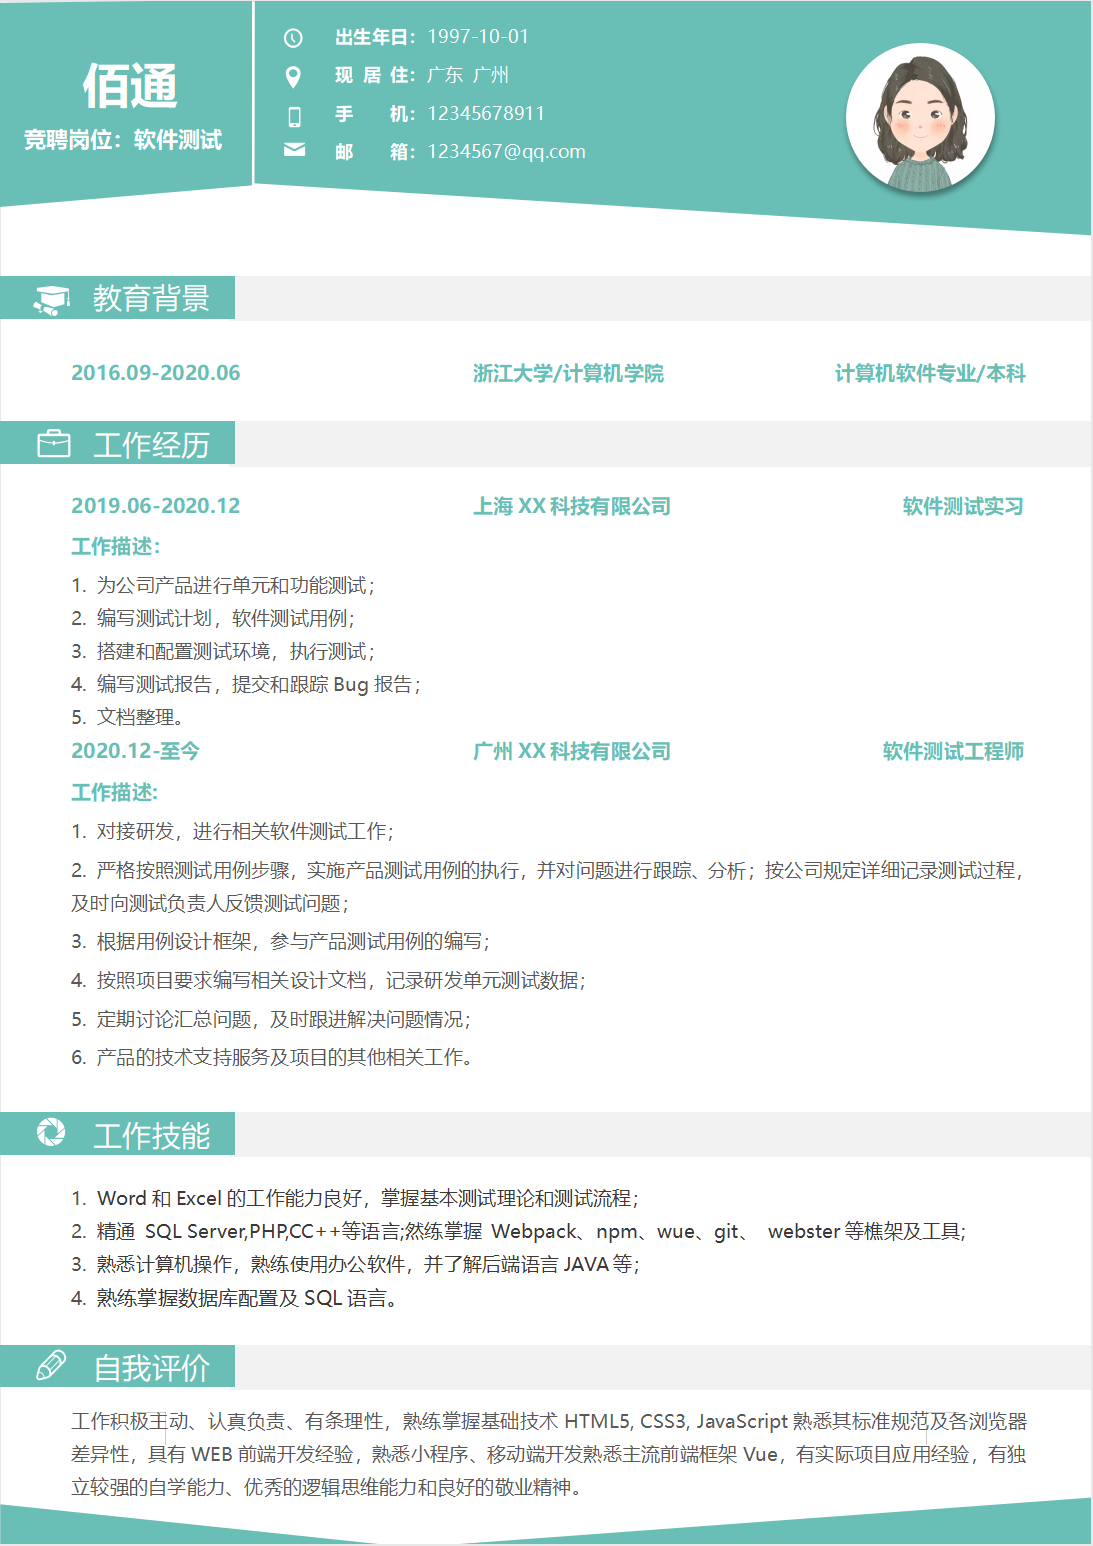 佰通
竞聘岗位：软件测试
出生年日：1997-10-01
现 居 住：广东 广州
手 机：12345678911
邮 箱：1234567@qq.com
教育背景
2016.09-2020.06 浙江大学/计算机学院 计算机软件专业/本科
工作经历
2019.06-2020.12 上海 XX 科技有限公司 软件测试实习
工作描述：
1. 为公司产品进行单元和功能测试；
2. 编写测试计划，软件测试用例；
3. 搭建和配置测试环境，执行测试；
4. 编写测试报告，提交和跟踪 Bug 报告；
5. 文档整理。
2020.12-至今 广州 XX 科技有限公司 软件测试工程师
工作描述:
1. 对接研发，进行相关软件测试工作；
2. 严格按照测试用例步骤，实施产品测试用例的执行，并对问题进行跟踪、分析；按公司规定详细记录测试过程，
及时向测试负责人反馈测试问题；
3. 根据用例设计框架，参与产品测试用例的编写；
4. 按照项目要求编写相关设计文档，记录研发单元测试数据；
5. 定期讨论汇总问题，及时跟进解决问题情况；
6. 产品的技术支持服务及项目的其他相关工作。
工作技能
1. Word 和 Excel 的工作能力良好，掌握基本测试理论和测试流程；
2. 精通 SQL Server,PHP,CC++等语言;然练掌握 Webpack、npm、wue、git、 webster 等樵架及工具;
3. 熟悉计算机操作，熟练使用办公软件，并了解后端语言 JAVA 等；
4. 熟练掌握数据库配置及 SQL 语言。
自我评价
工作积极主动、认真负责、有条理性，熟练掌握基础技术 HTML5, CSS3, JavaScript 熟悉其标准规范及各浏览器
差异性，具有 WEB 前端开发经验，熟悉小程序、移动端开发熟悉主流前端框架 Vue，有实际项目应用经验，有独
立较强的自学能力、优秀的逻辑思维能力和良好的敬业精神。